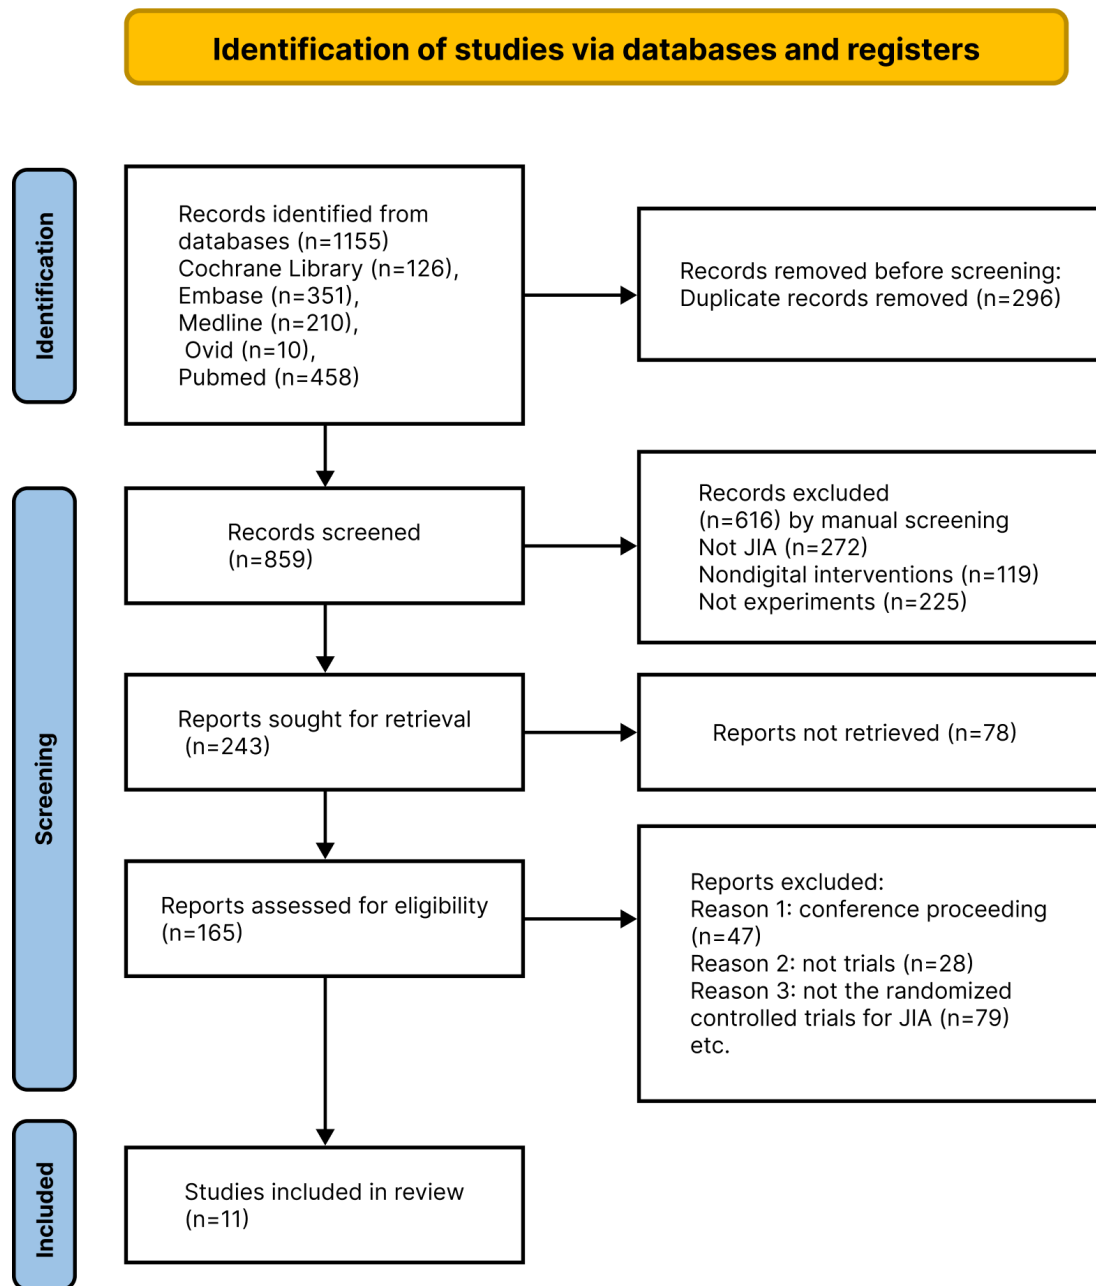 Identification of studies via databases and registers
Identification
Records identified from
databases (n=1155)
Cochrane Library (n=126),
Embase (n=351),
Medline (n=210),
Ovid (n=10),
Pubmed (n=458)
Records removed before screening:
Duplicate records removed (n=296)
Screening
Records screened
(n=859)
Records excluded
(n=616) by manual screening
Not JIA (n=272)
Nondigital interventions (n=119)
Not experiments (n=225)
Reports sought for retrieval
(n=243)
Reports not retrieved (n=78)
Reports assessed for eligibility
(n=165)
Reports excluded:
Reason 1: conference proceeding
(n=47)
Reason 2: not trials (n=28)
Reason 3: not the randomized
controlled trials for JIA (n=79)
etc.
Included
Studies included in review
(n=11)